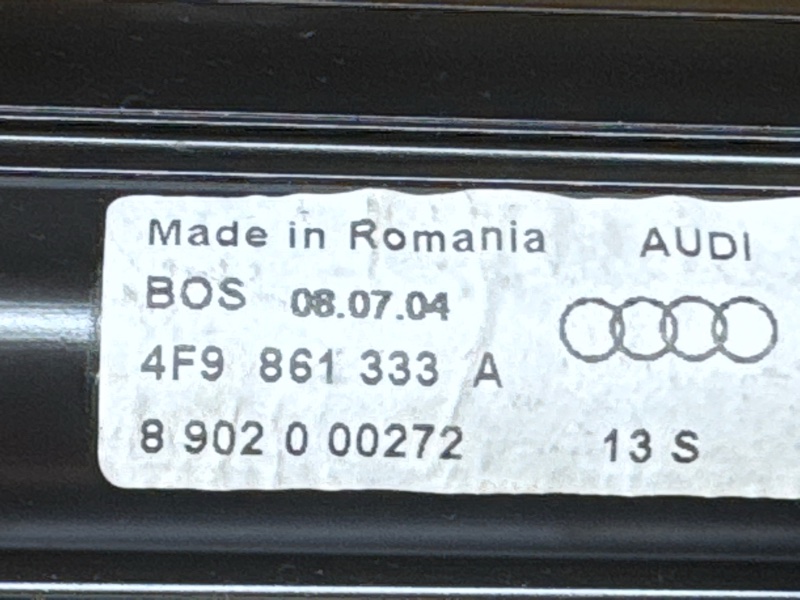 Made in Romania AUDI
BOS 08.07.04
4F9 861 333 A
8 902 0 00272 13 S